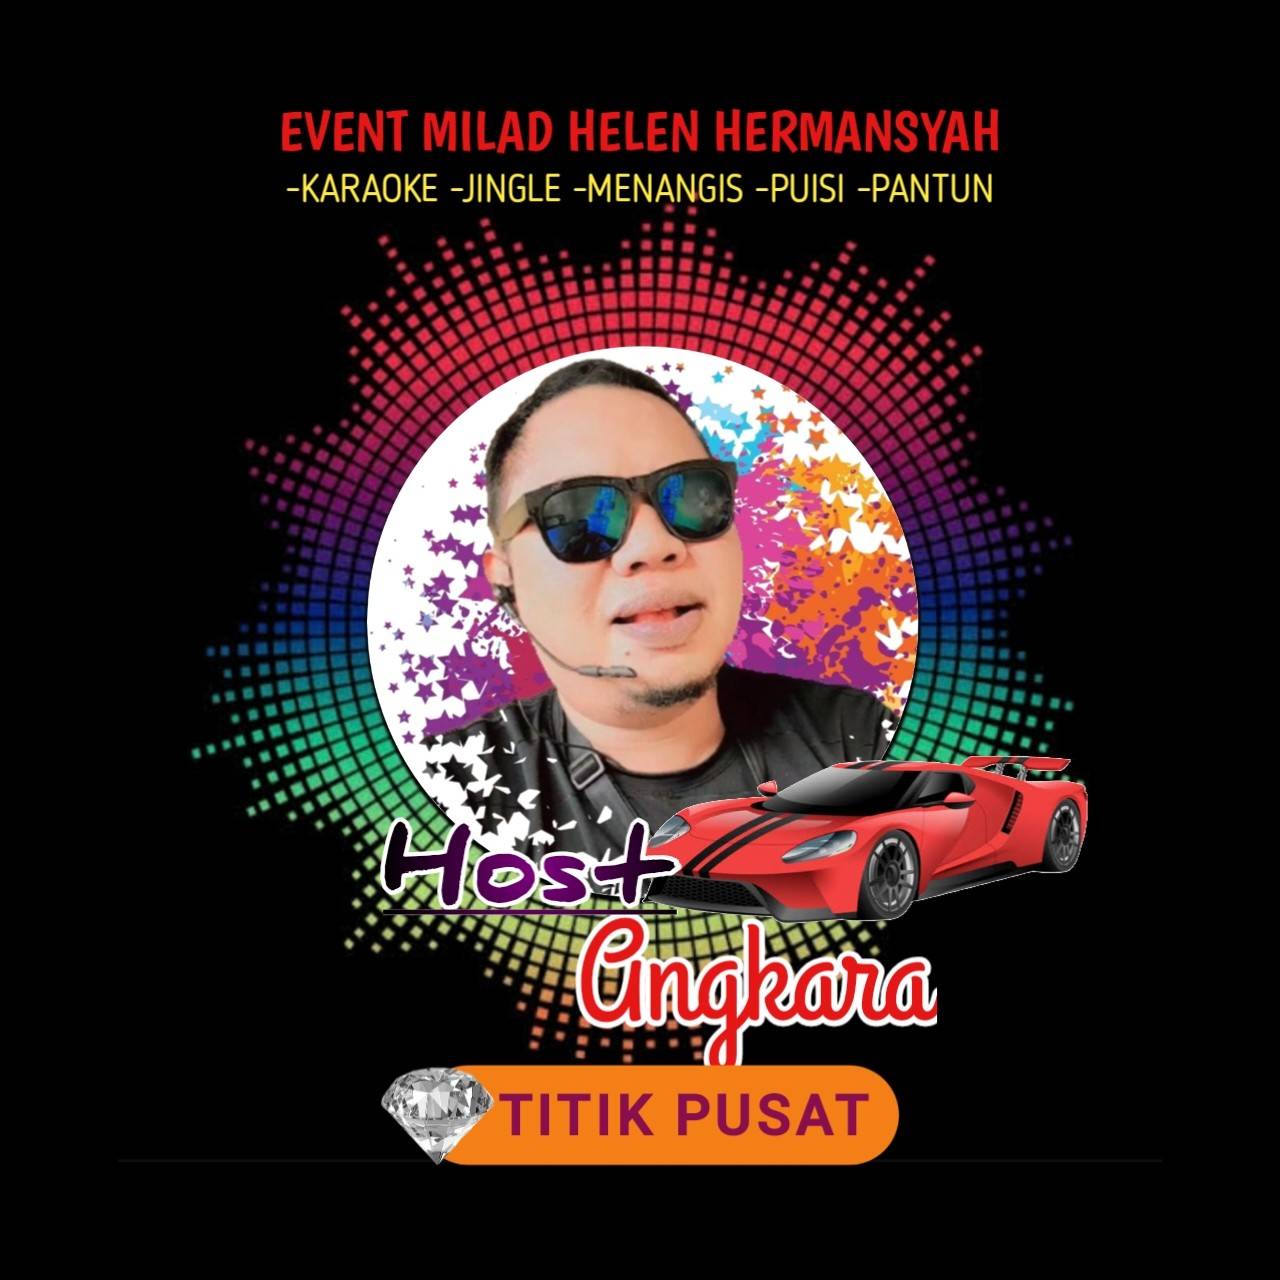 EVENT MILAD HELEN HERMANSYAH
-KARAOKE -JINGLE -MENANGIS -PUISI -PANTUN
Host
Angkara
TITIK PUSAT